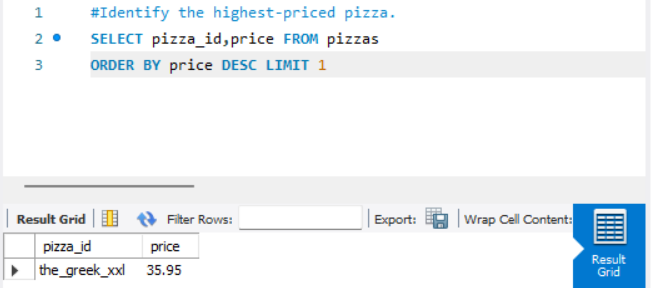 1 #Identify the highest-priced pizza.
2 SELECT pizza_id,price FROM pizzas
3 ORDER BY price DESC LIMIT 1
Result Grid Filter Rows: Export: Wrap Cell Content:
pizza_id price
the_greek_xxl 35.95
Result
Grid